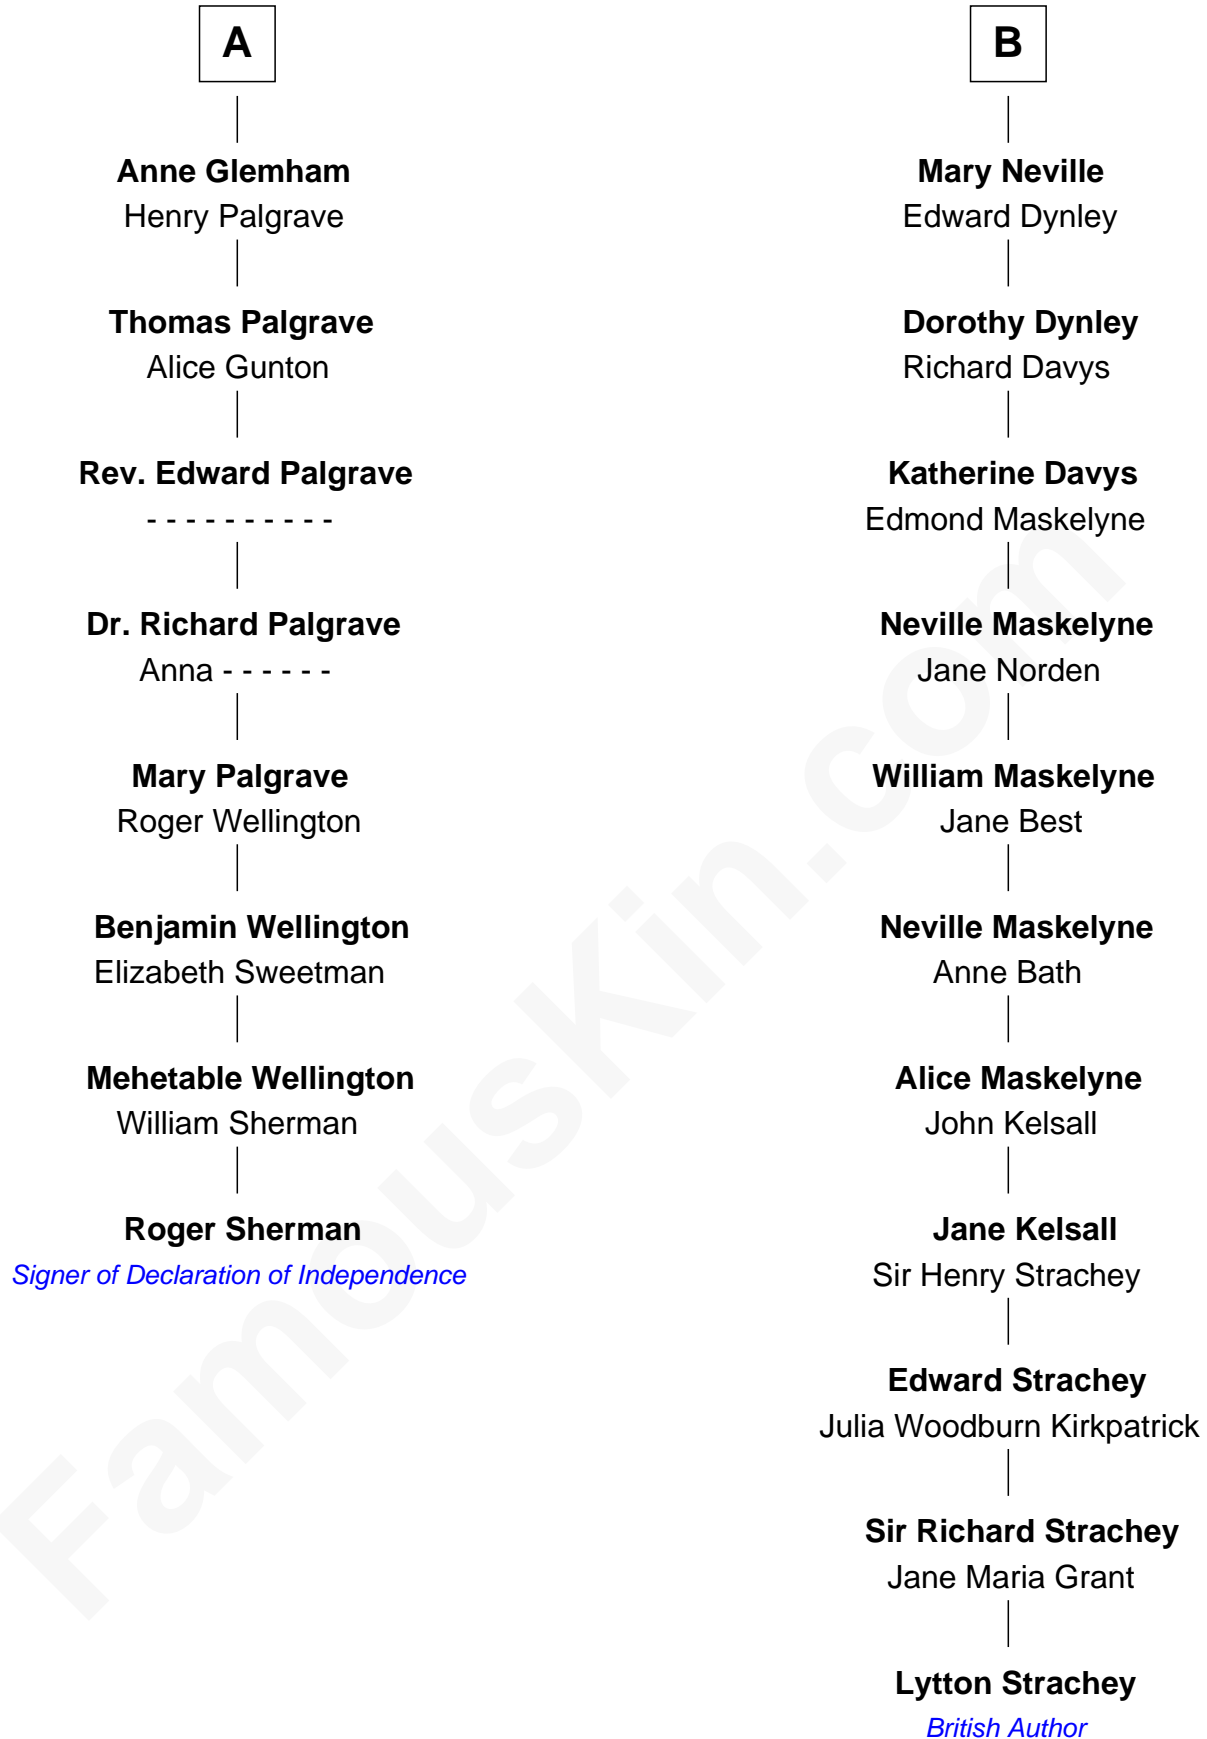 A
Anne Glemham
Henry Palgrave
Thomas Palgrave
Alice Gunton
Rev. Edward Palgrave
- - - - - - - - - -
Dr. Richard Palgrave
Anna - - - - - -
Mary Palgrave
Roger Wellington
Benjamin Wellington
Elizabeth Sweetman
Mehetable Wellington
William Sherman
Roger Sherman
Signer of Declaration of Independence
B
Mary Neville
Edward Dynley
Dorothy Dynley
Richard Davys
Katherine Davys
Edmond Maskelyne
Neville Maskelyne
Jane Norden
William Maskelyne
Jane Best
Neville Maskelyne
Anne Bath
Alice Maskelyne
John Kelsall
Jane Kelsall
Sir Henry Strachey
Edward Strachey
Julia Woodburn Kirkpatrick
Sir Richard Strachey
Jane Maria Grant
Lytton Strachey
British Author
FamousKin.com